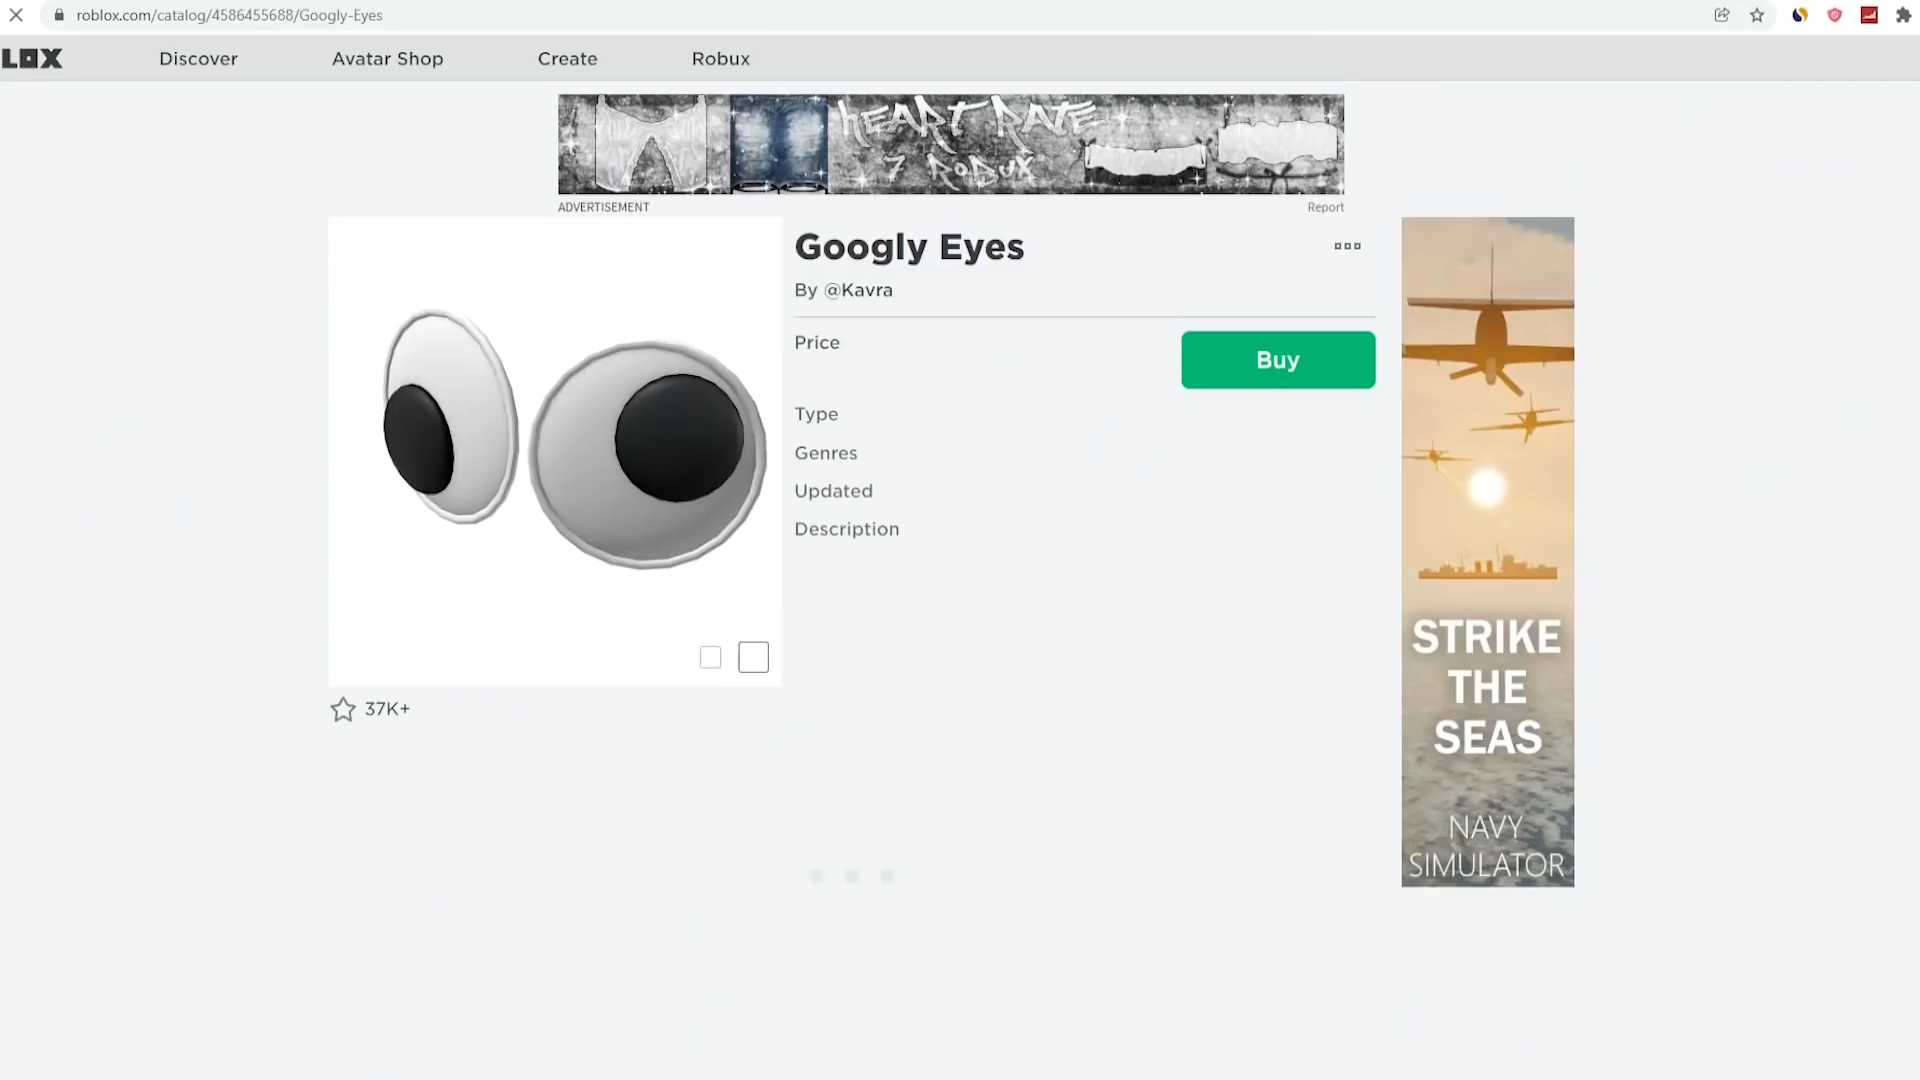 roblox.com/catalog/4586455688/Googly-Eyes
LOX
Discover
Avatar Shop
Create
Robux
HEART RATE
7 RoBux
ADVERTISEMENT
Report
Googly Eyes
By @Kavra
Price
Buy
Type
Genres
Updated
Description
37K+
STRIKE
THE
SEAS
NAVY
SIMULATOR